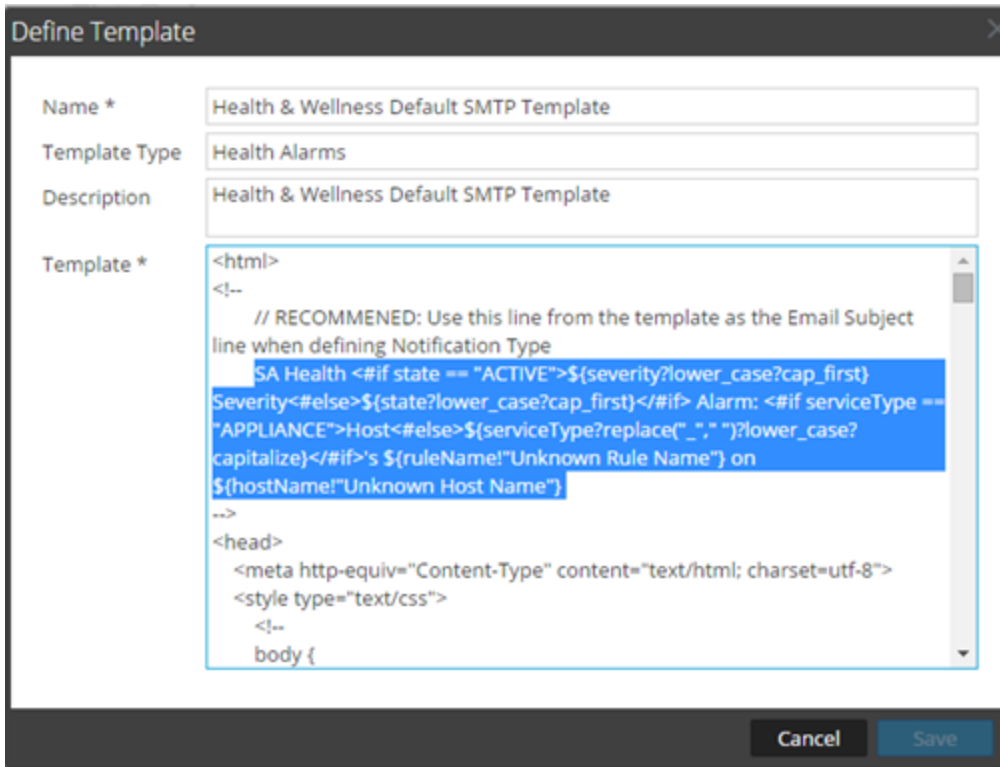 Define Template
Name * Health & Wellness Default SMTP Template
Template Type Health Alarms
Description Health & Wellness Default SMTP Template
Template * <html>
<!--
// RECOMMENED: Use this line from the template as the Email Subject
line when defining Notification Type
SA Health <#if state == "ACTIVE">${severity?lower_case?cap_first}
Severity<#else>${state?lower_case?cap_first}</#if> Alarm: <#if serviceType ==
"APPLIANCE">Host<#else>${serviceType?replace("_"," ")?lower_case?
capitalize}</#if>'s ${ruleName!"Unknown Rule Name"} on
${hostName!"Unknown Host Name"}
-->
<head>
<meta http-equiv="Content-Type" content="text/html; charset=utf-8">
<style type="text/css">
<!--
body {
Cancel Save